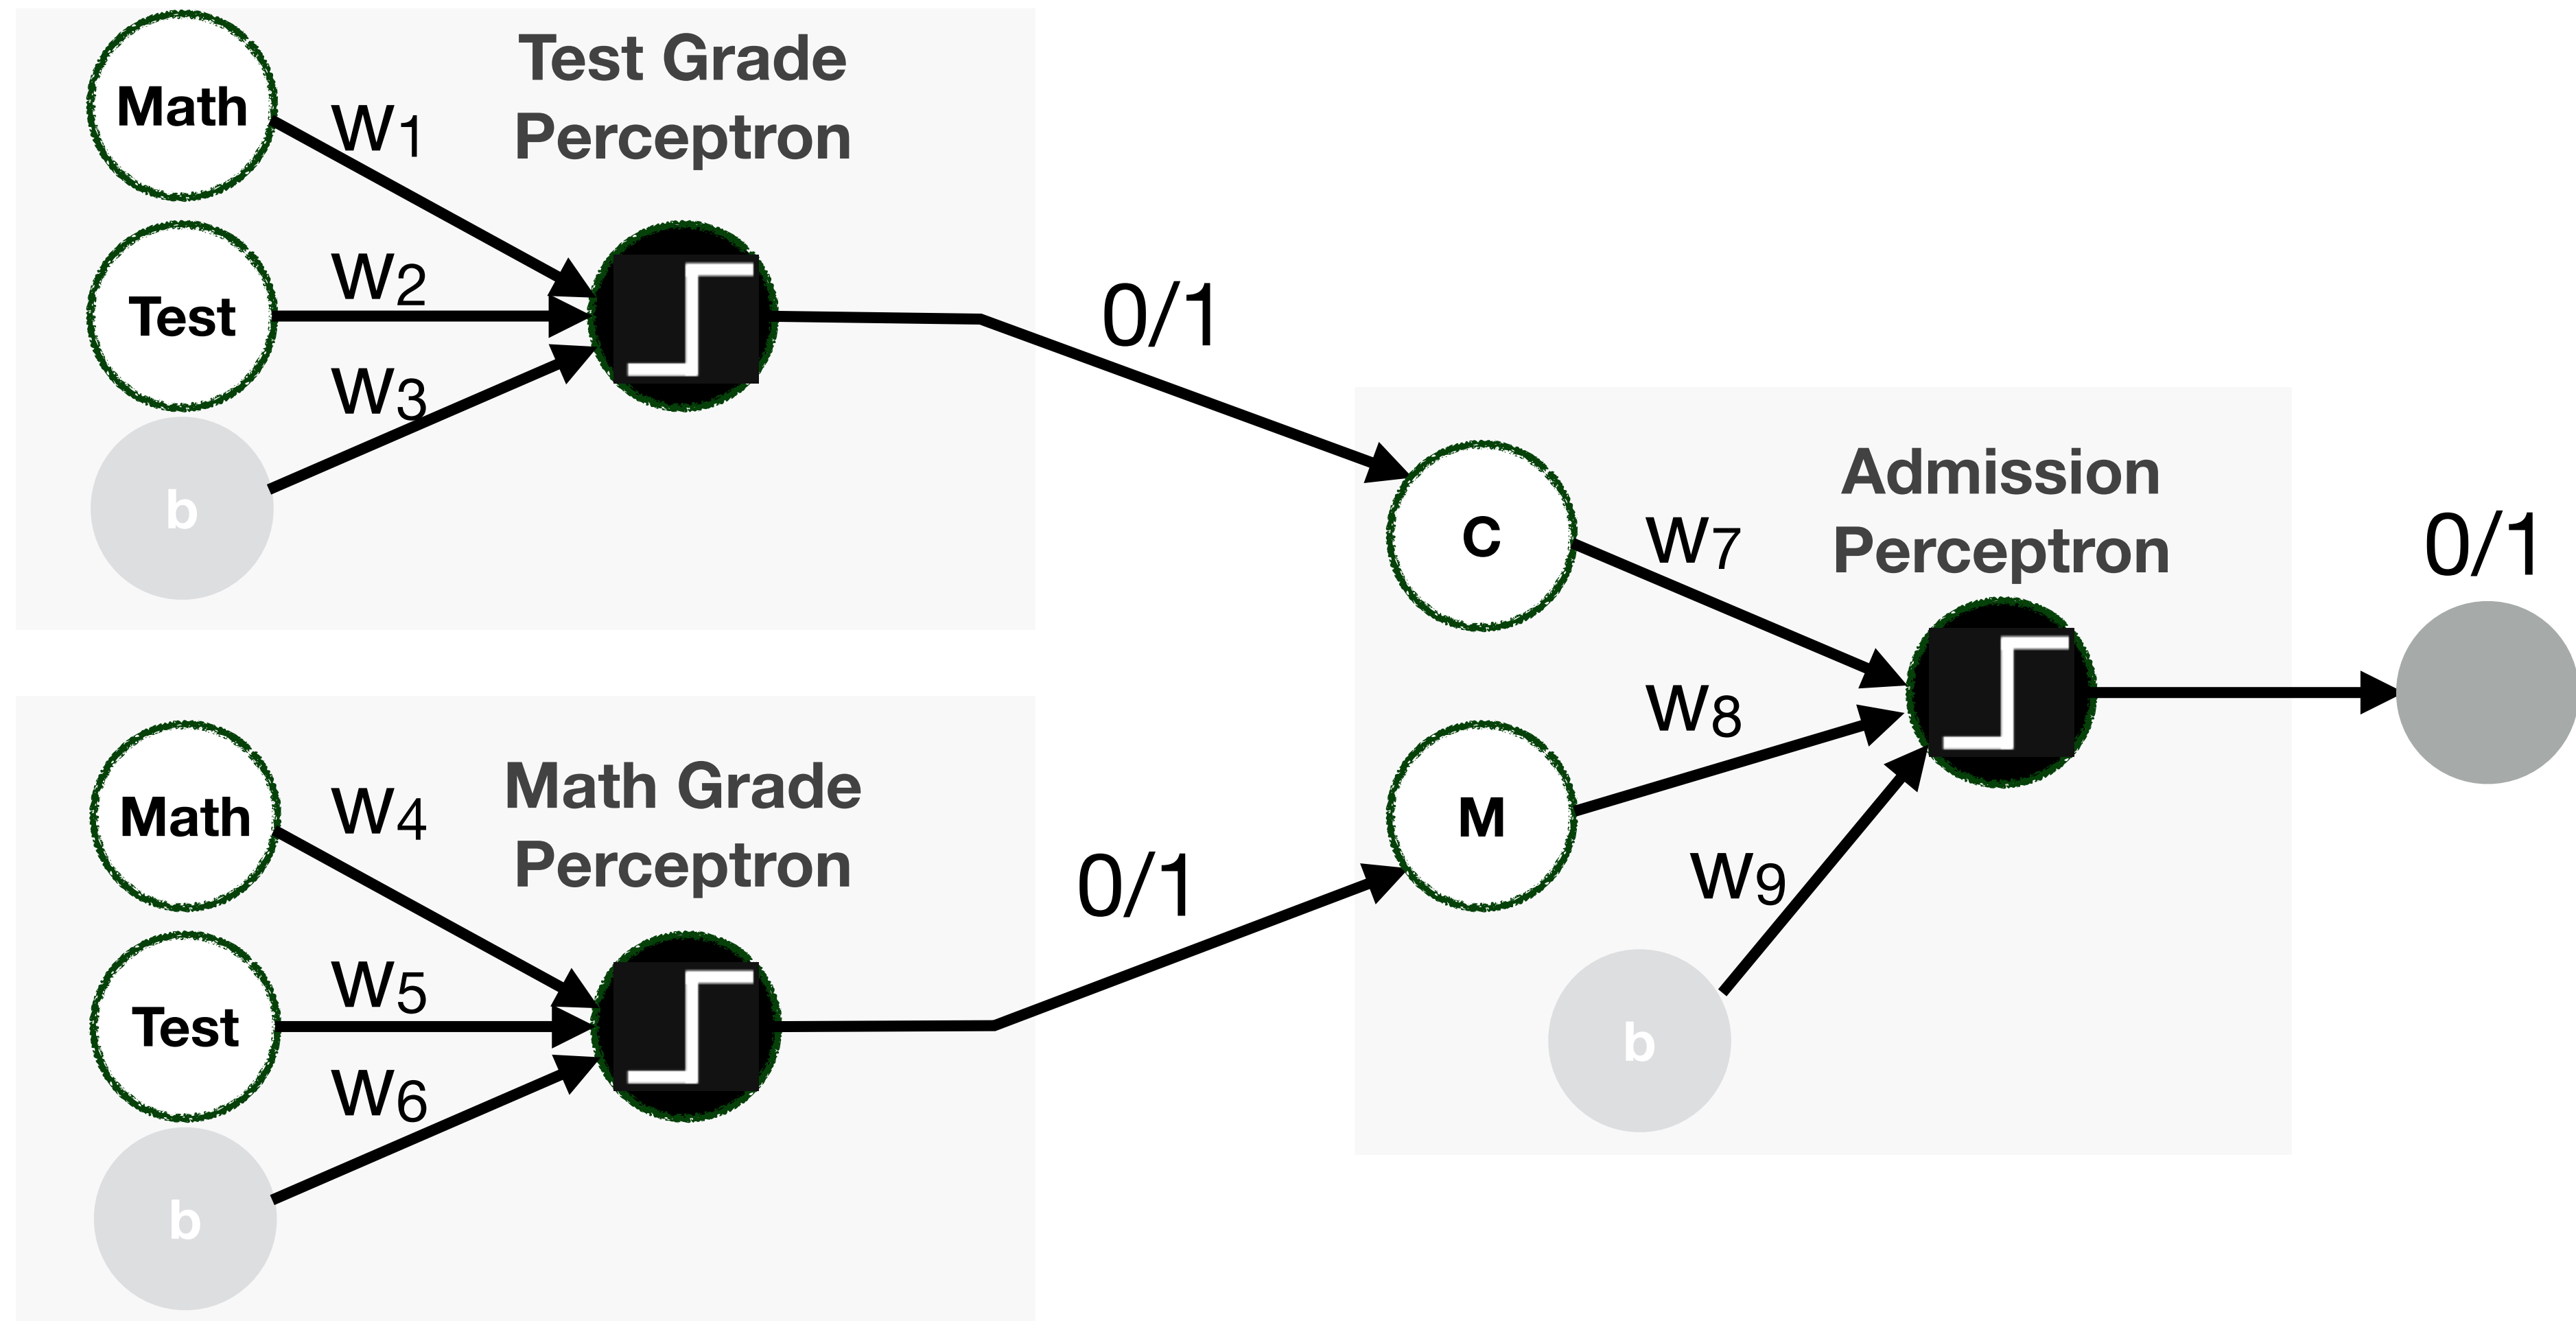 Test Grade
Perceptron
Math
w1
Test
w2
w3
b
0/1
Math Grade
Perceptron
Math
w4
Test
w5
w6
b
0/1
Admission
Perceptron
C
w7
M
w8
w9
b
0/1